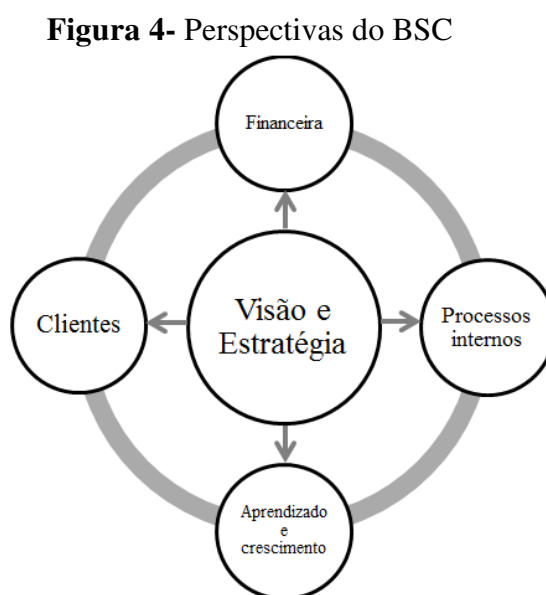 Figura 4- Perspectivas do BSC
Financeira
Visão e
Estratégia
Clientes
Processos
internos
Aprendizado
e
crescimento